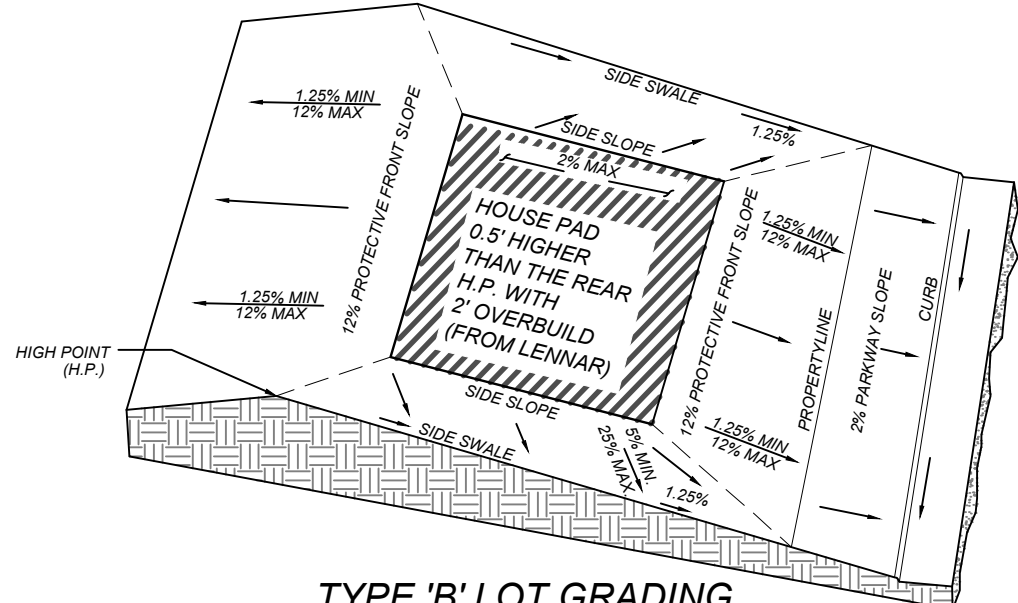 SIDE SWALE
1.25% MIN
12% MAX
12% PROTECTIVE FRONT SLOPE
SIDE SLOPE
1.25%
2% MAX
HOUSE PAD
0.5' HIGHER
THAN THE REAR
H.P. WITH
2' OVERBUILD
(FROM LENNAR)
1.25% MIN
12% MAX
12% PROTECTIVE FRONT SLOPE
PROPERTYLINE
2% PARKWAY SLOPE
CURB
1.25% MIN
12% MAX
HIGH POINT
(H.P.)
SIDE SLOPE
SIDE SWALE
5% MIN.
25% MAX
1.25%
1.25% MIN
12% MAX
TYPE 'B' LOT GRADING